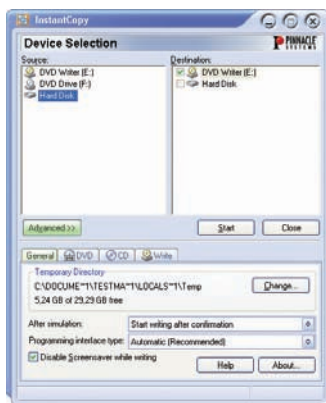 InstantCopy
Device Selection
PINNACLE
SYSTEMS
Source:
Destination:
DVD Writer (E:)
DVD Drive (F:)
Hard Disk
DVD Writer (E:)
Hard Disk
Advanced >>
Start
Close
General
DVD
CD
Write
Temporary Directory
C:\DOCUME~1\TESTMA~1\LOCALS~1\Temp
Change...
5,24 GB of 29,29 GB free
After simulation:
Start writing after confirmation
Programming interface type:
Automatic (Recommended)
Disable Screensaver while writing
Help
About...